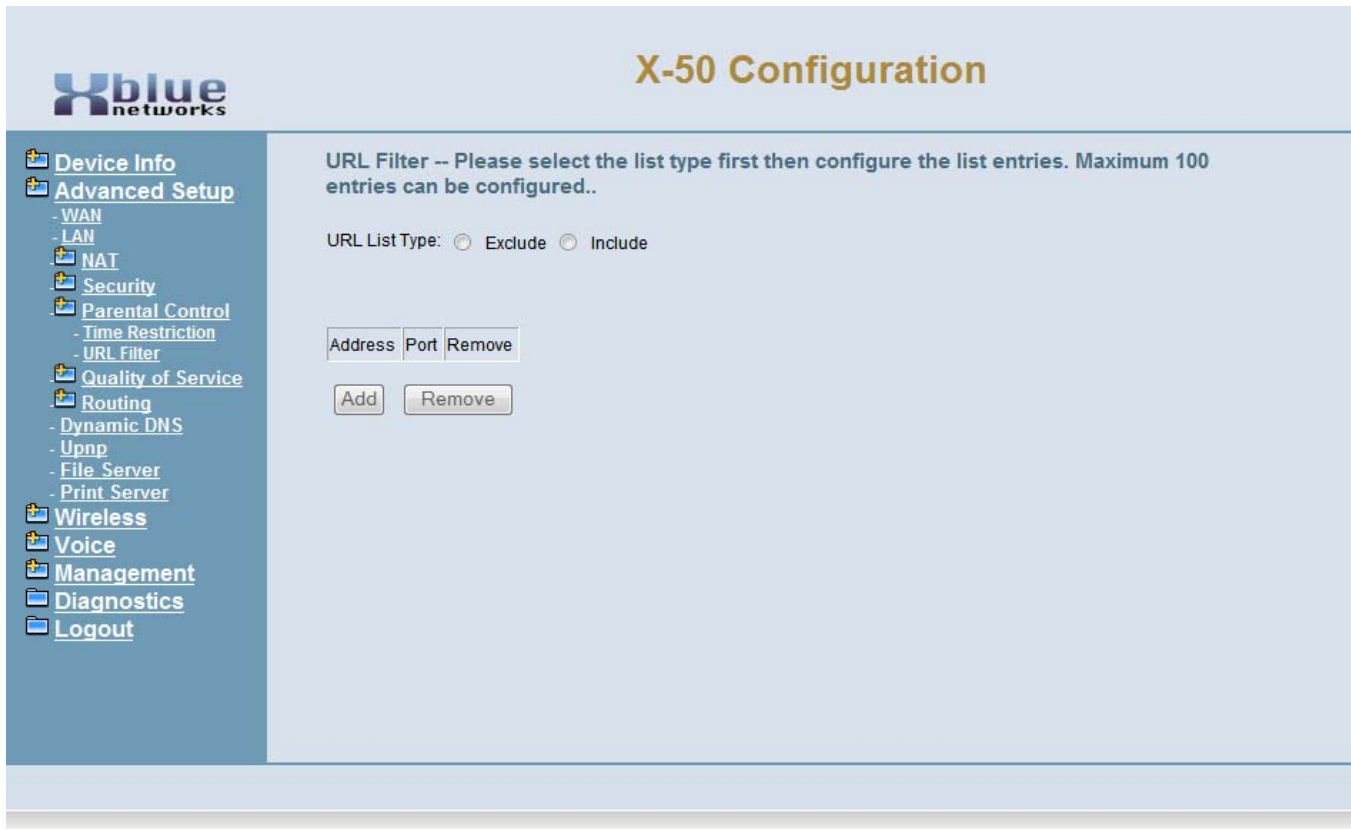 Xblue
networks
X-50 Configuration
Device Info
Advanced Setup
- WAN
- LAN
NAT
Security
Parental Control
- Time Restriction
- URL Filter
Quality of Service
Routing
- Dynamic DNS
- Upnp
- File Server
- Print Server
Wireless
Voice
Management
Diagnostics
Logout
URL Filter -- Please select the list type first then configure the list entries. Maximum 100
entries can be configured..
URL List Type: Exclude Include
Address Port Remove
Add Remove